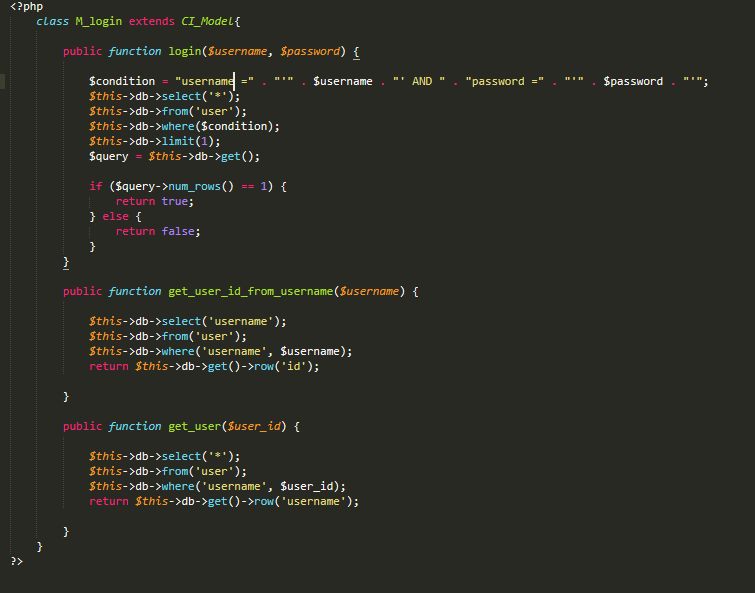 <?php
class M_login extends CI_Model{
public function login($username, $password) {
$condition = "username =" . "'" . $username . "' AND " . "password =" . "'" . $password . "'";
$this->db->select('*');
$this->db->from('user');
$this->db->where($condition);
$this->db->limit(1);
$query = $this->db->get();
if ($query->num_rows() == 1) {
return true;
} else {
return false;
}
}
public function get_user_id_from_username($username) {
$this->db->select('username');
$this->db->from('user');
$this->db->where('username', $username);
return $this->db->get()->row('id');
}
public function get_user($user_id) {
$this->db->select('*');
$this->db->from('user');
$this->db->where('username', $user_id);
return $this->db->get()->row('username');
}
}
?>